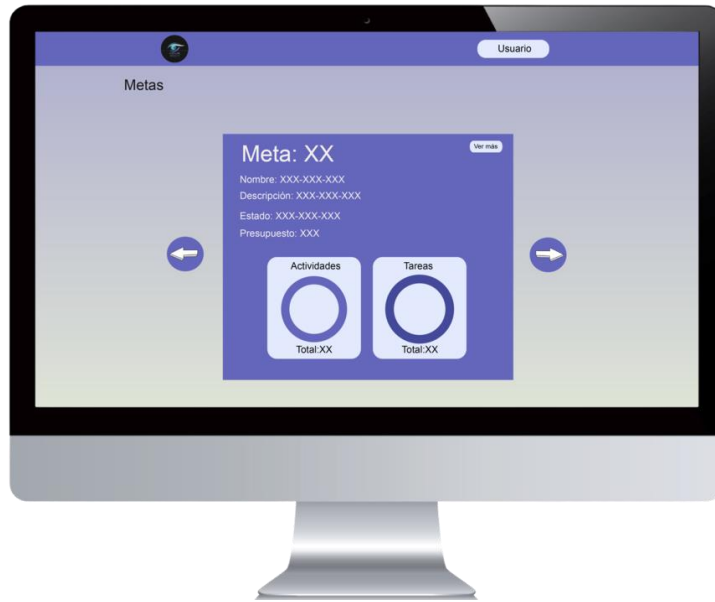 Usuario
Metas
Meta: XX
Ver más
Nombre: XXX-XXX-XXX
Descripción: XXX-XXX-XXX
Estado: XXX-XXX-XXX
Presupuesto: XXX
Actividades
Tareas
Total:XX
Total:XX